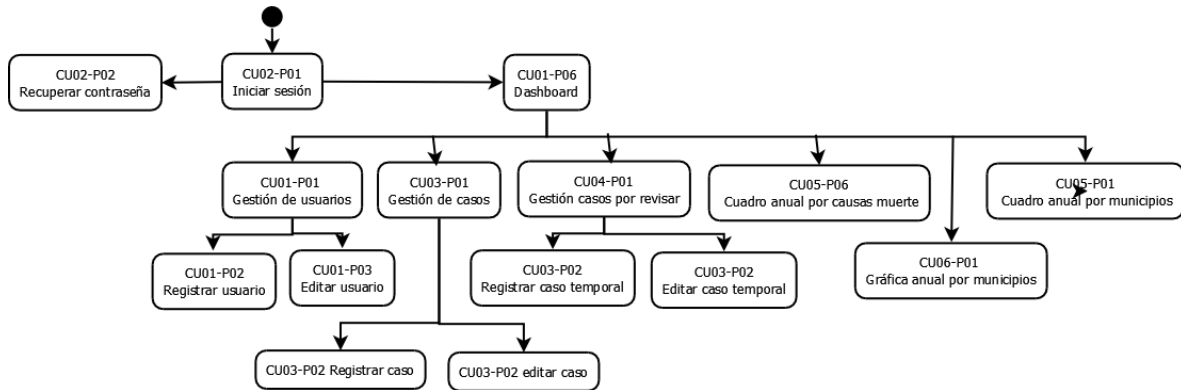 CU02-P02
Recuperar contraseña
CU02-P01
Iniciar sesión
CU01-P06
Dashboard
CU01-P01
Gestión de usuarios
CU03-P01
Gestión de casos
CU04-P01
Gestión casos por revisar
CU05-P06
Cuadro anual por causas muerte
CU05-P01
Cuadro anual por municipios
CU01-P02
Registrar usuario
CU01-P03
Editar usuario
CU03-P02
Registrar caso temporal
CU03-P02
Editar caso temporal
CU06-P01
Gráfica anual por municipios
CU03-P02 Registrar caso
CU03-P02 editar caso